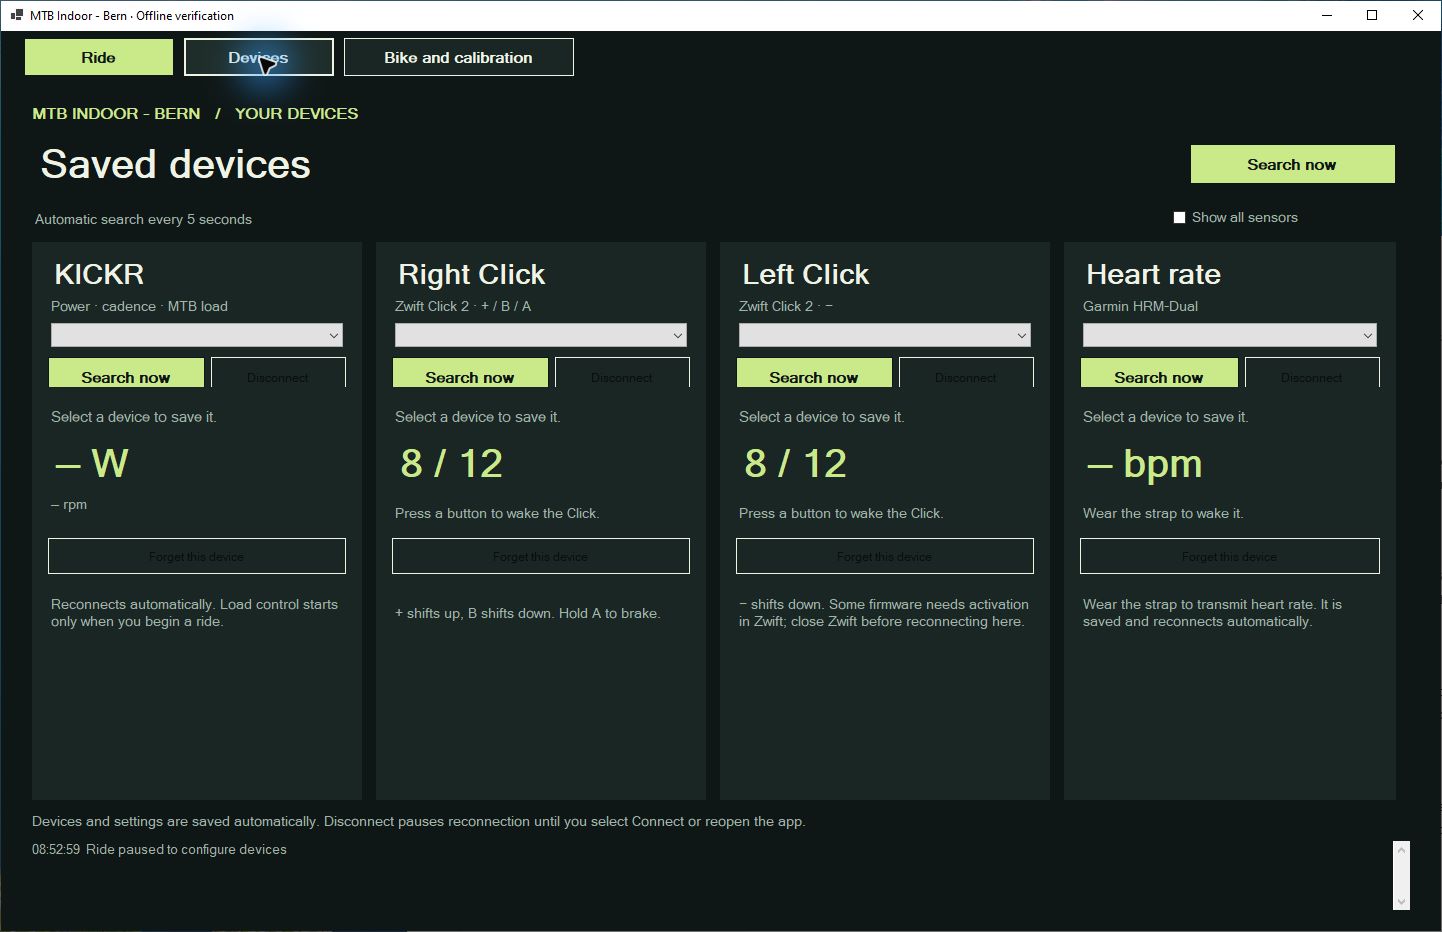 MTB Indoor - Bern · Offline verification
Ride
Devices
Bike and calibration
MTB INDOOR - BERN / YOUR DEVICES
Saved devices
Search now
Automatic search every 5 seconds
Show all sensors
KICKR
Power · cadence · MTB load
Search now
Disconnect
Select a device to save it.
– W
– rpm
Forget this device
Reconnects automatically. Load control starts
only when you begin a ride.
Right Click
Zwift Click 2 · + / B / A
Search now
Disconnect
Select a device to save it.
8 / 12
Press a button to wake the Click.
Forget this device
+ shifts up, B shifts down. Hold A to brake.
Left Click
Zwift Click 2 · −
Search now
Disconnect
Select a device to save it.
8 / 12
Press a button to wake the Click.
Forget this device
− shifts down. Some firmware needs activation
in Zwift; close Zwift before reconnecting here.
Heart rate
Garmin HRM-Dual
Search now
Disconnect
Select a device to save it.
– bpm
Wear the strap to wake it.
Forget this device
Wear the strap to transmit heart rate. It is
saved and reconnects automatically.
Devices and settings are saved automatically. Disconnect pauses reconnection until you select Connect or reopen the app.
08:52:59 Ride paused to configure devices